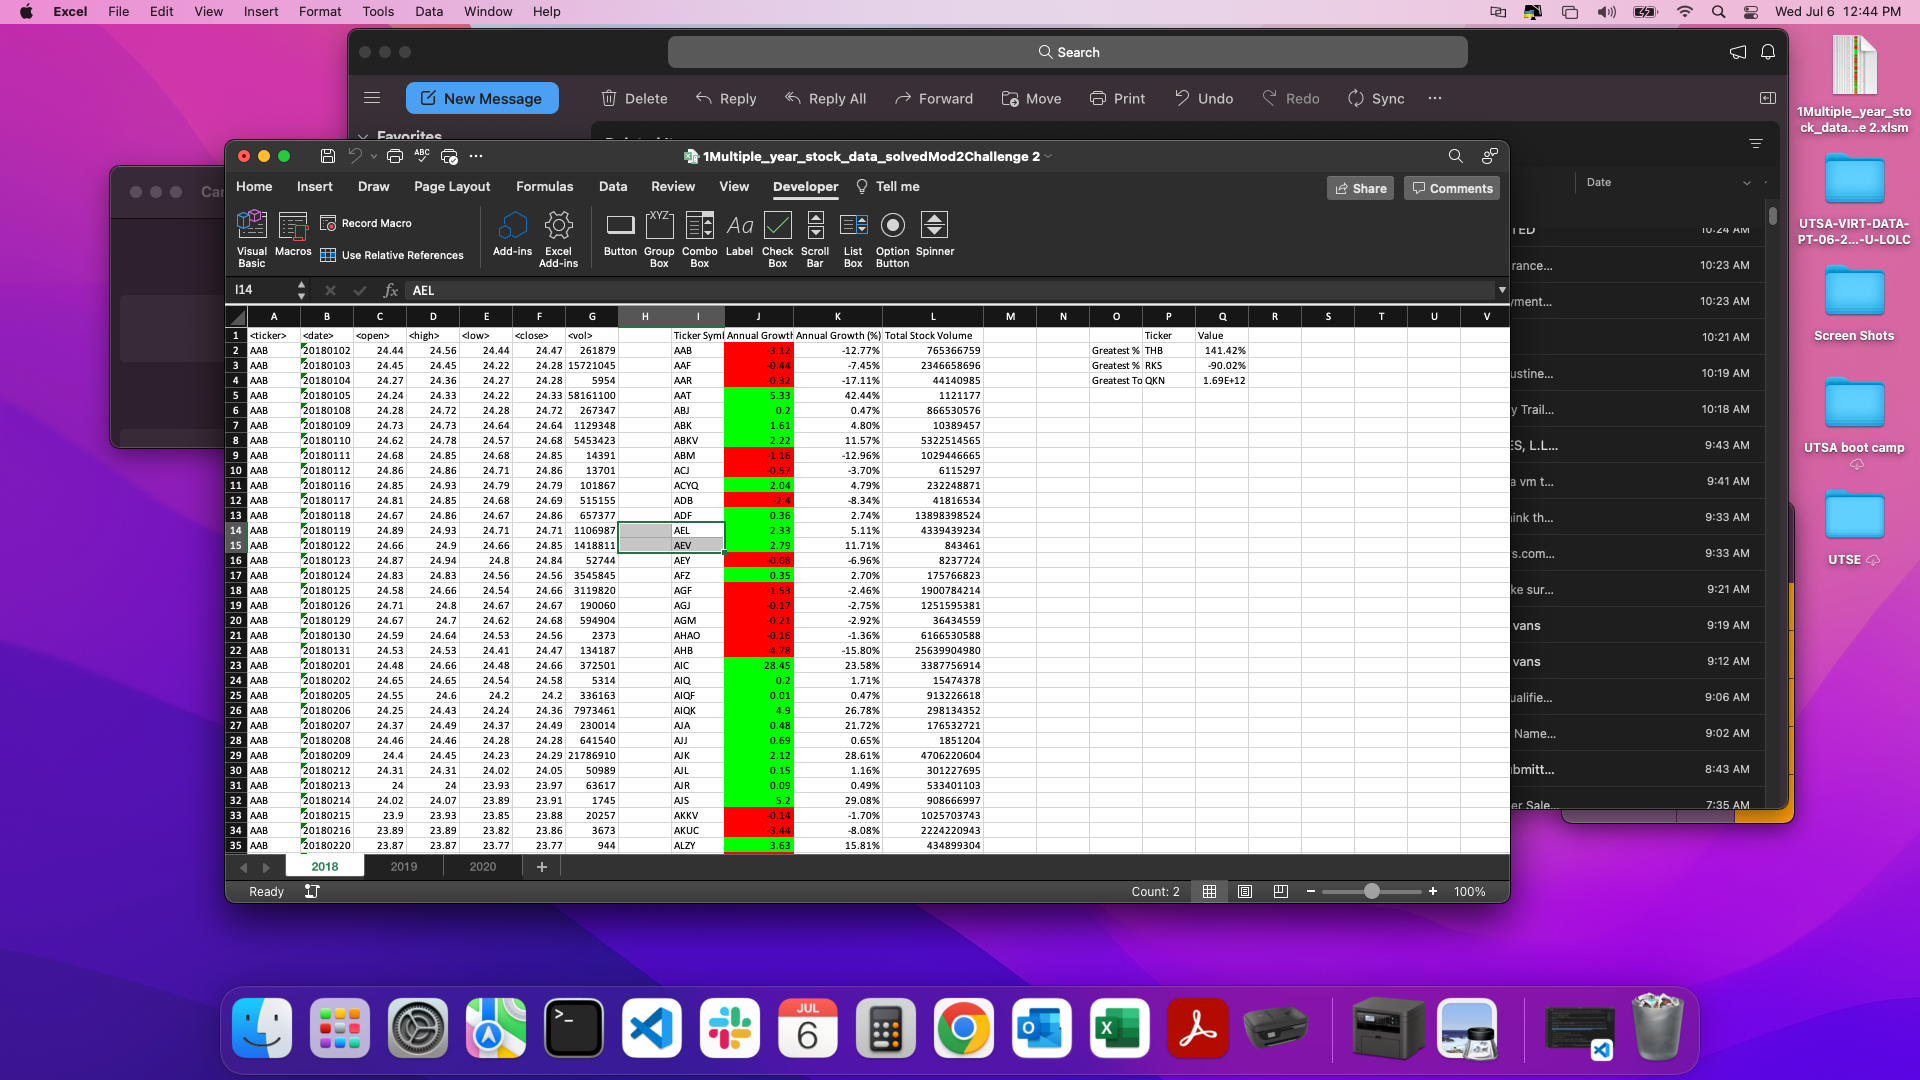 Excel File Edit View Insert Format Tools Data Window Help Wed Jul 6 12:44 PM
Search
New Message Delete Reply Reply All Forward Move Print Undo Redo Sync
Favorites
1Multiple_year_stock_data_solvedMod2Challenge 2
Home Insert Draw Page Layout Formulas Data Review View Developer Tell me Share Comments
Visual Basic Macros Record Macro Use Relative References Add-ins Excel Add-ins Button Group Box Combo Box Label Check Box Scroll Bar List Box Option Button Spinner
I14 fx AEL
A B C D E F G H I J K L M N O P Q R S T U V
1 <ticker> <date> <open> <high> <low> <close> <vol> Ticker Syml Annual Growth Annual Growth (%) Total Stock Volume Ticker Value
2 AAB 20180102 24.44 24.56 24.44 24.47 261879 AAB -3.12 -12.77% 765366759 Greatest % THB 141.42%
3 AAB 20180103 24.45 24.45 24.22 24.28 15721045 AAF -0.44 -7.45% 2346658696 Greatest % RKS -90.02%
4 AAB 20180104 24.27 24.36 24.27 24.28 5954 AAR -0.32 -17.11% 44140985 Greatest To QKN 1.69E+12
5 AAB 20180105 24.24 24.33 24.22 24.33 58161100 AAT 5.33 42.44% 1121177
6 AAB 20180108 24.28 24.72 24.28 24.72 267347 ABJ 0.2 0.47% 866530576
7 AAB 20180109 24.73 24.73 24.64 24.64 1129348 ABK 1.61 4.80% 10389457
8 AAB 20180110 24.62 24.78 24.57 24.68 5453423 ABKV 2.22 11.57% 5322514565
9 AAB 20180111 24.68 24.85 24.68 24.85 14391 ABM -1.16 -12.96% 1029446665
10 AAB 20180112 24.86 24.86 24.71 24.86 13701 ACJ -0.57 -3.70% 6115297
11 AAB 20180116 24.85 24.93 24.79 24.79 101867 ACYQ 2.04 4.79% 232248871
12 AAB 20180117 24.81 24.85 24.68 24.69 515155 ADB -2.4 -8.34% 41816534
13 AAB 20180118 24.67 24.86 24.67 24.86 657377 ADF 0.36 2.74% 13898398524
14 AAB 20180119 24.89 24.93 24.71 24.71 1106987 AEL 2.33 5.11% 4339439234
15 AAB 20180122 24.66 24.9 24.66 24.85 1418811 AEV 2.79 11.71% 843461
16 AAB 20180123 24.87 24.94 24.8 24.84 52744 AEY -0.08 -6.96% 8237724
17 AAB 20180124 24.83 24.83 24.56 24.56 3545845 AFZ 0.35 2.70% 175766823
18 AAB 20180125 24.58 24.66 24.54 24.66 3119820 AGF -1.53 -2.46% 1900784214
19 AAB 20180126 24.71 24.8 24.67 24.67 190060 AGJ -0.17 -2.75% 1251595381
20 AAB 20180129 24.67 24.7 24.62 24.68 594904 AGM -0.21 -2.92% 36434559
21 AAB 20180130 24.59 24.64 24.53 24.56 2373 AHAO -0.16 -1.36% 6166530588
22 AAB 20180131 24.53 24.53 24.41 24.47 134187 AHB -4.78 -15.80% 25639904980
23 AAB 20180201 24.48 24.66 24.48 24.66 372501 AIC 28.45 23.58% 3387756914
24 AAB 20180202 24.65 24.65 24.54 24.58 5314 AIQ 0.2 1.71% 15474378
25 AAB 20180205 24.55 24.6 24.2 24.2 336163 AIQF 0.01 0.47% 913226618
26 AAB 20180206 24.25 24.43 24.24 24.36 7973461 AIQK 4.9 26.78% 298134352
27 AAB 20180207 24.37 24.49 24.37 24.49 230014 AJA 0.48 21.72% 176532721
28 AAB 20180208 24.46 24.46 24.28 24.28 641540 AJJ 0.69 0.65% 1851204
29 AAB 20180209 24.4 24.45 24.23 24.29 21786910 AJK 2.12 28.61% 4706220604
30 AAB 20180212 24.31 24.31 24.02 24.05 50989 AJL 0.15 1.16% 301227695
31 AAB 20180213 24 24 23.93 23.97 63617 AJR 0.09 0.49% 533401103
32 AAB 20180214 24.02 24.07 23.89 23.91 1745 AJS 5.2 29.08% 908666997
33 AAB 20180215 23.9 23.93 23.85 23.88 20257 AKKV -0.14 -1.70% 1025703743
34 AAB 20180216 23.89 23.89 23.82 23.86 3673 AKUC -3.44 -8.08% 2224220943
35 AAB 20180220 23.87 23.87 23.77 23.77 944 ALZY 3.63 15.81% 434899304
2018 2019 2020 +
Ready Count: 2 100%
Date
TED 10:24 AM
rance... 10:23 AM
yment... 10:23 AM
10:21 AM
ustine... 10:19 AM
y Trail... 10:18 AM
ES, L.L... 9:43 AM
a vm t... 9:41 AM
ink th... 9:33 AM
s.com... 9:33 AM
ke sur... 9:21 AM
vans 9:19 AM
vans 9:12 AM
ualifie... 9:06 AM
Name... 9:02 AM
ubmitt... 8:43 AM
er Sale... 7:35 AM
1Multiple_year_sto
ck_data...e 2.xlsm
UTSA-VIRT-DATA-
PT-06-2...-U-LOLC
Screen Shots
UTSA boot camp
UTSE
JUL
6